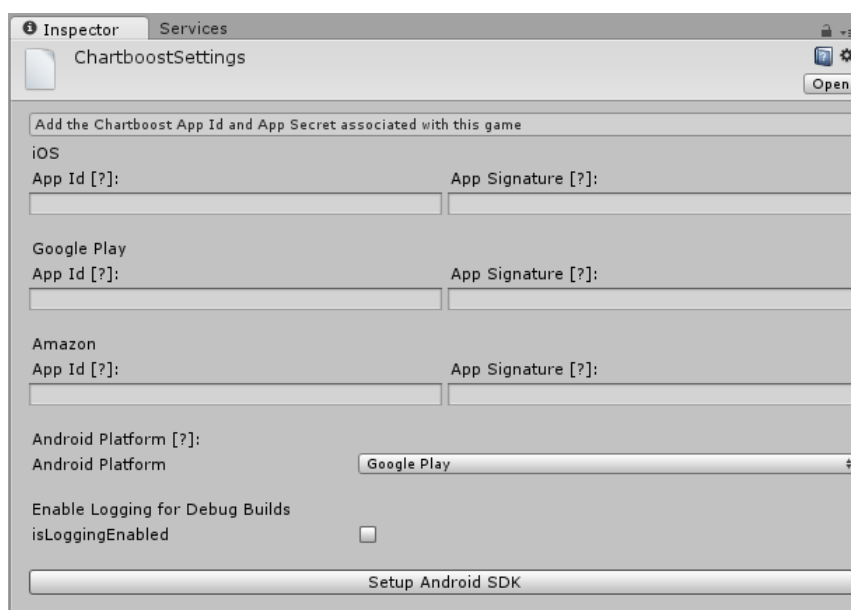 Inspector Services
ChartboostSettings
Open
Add the Chartboost App Id and App Secret associated with this game
iOS
App Id [?]: App Signature [?]:
Google Play
App Id [?]: App Signature [?]:
Amazon
App Id [?]: App Signature [?]:
Android Platform [?]:
Android Platform Google Play
Enable Logging for Debug Builds
isLoggingEnabled
Setup Android SDK